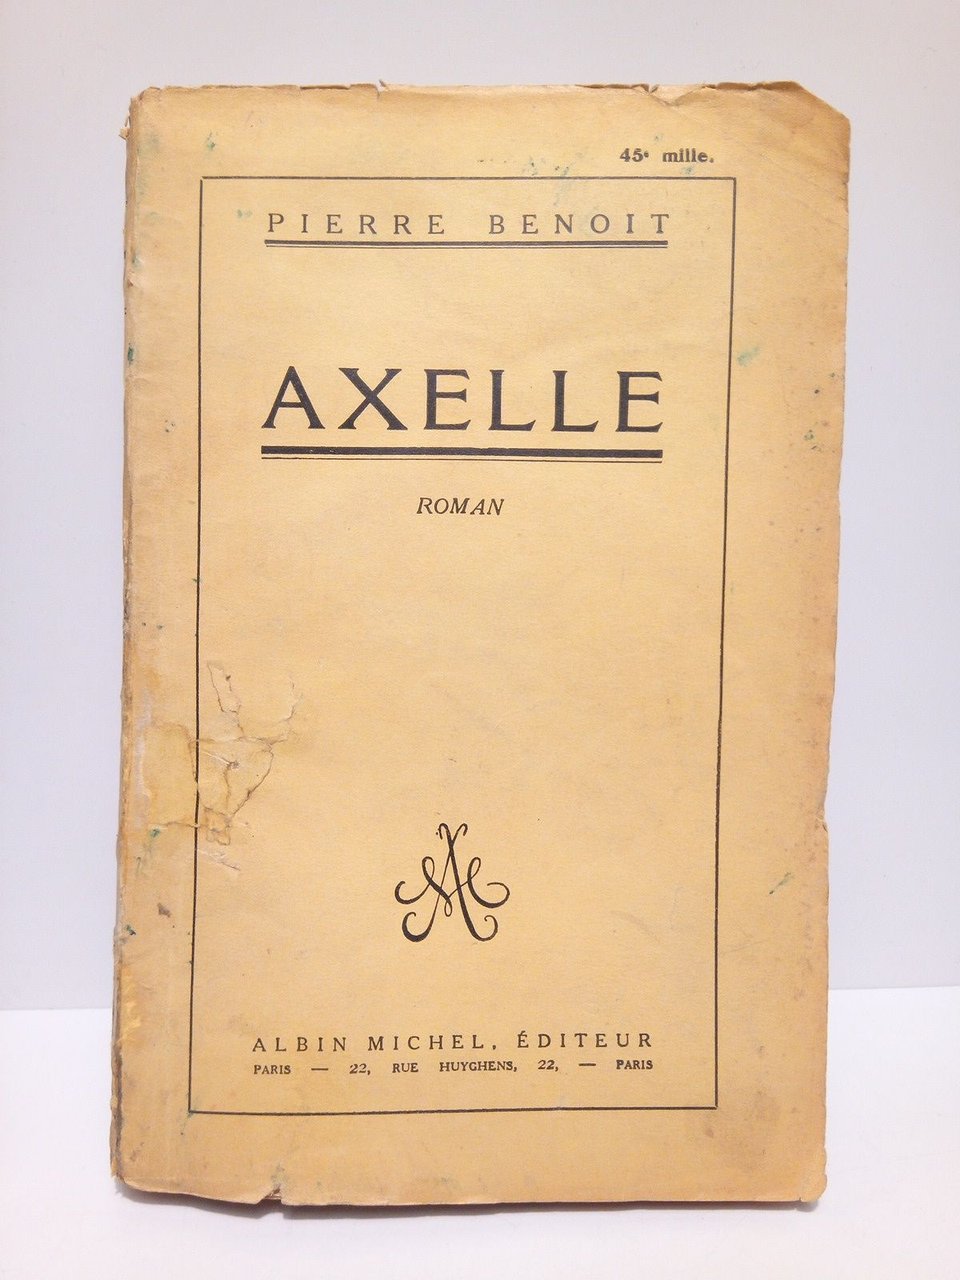 45e mille.
PIERRE BENOIT
AXELLE
ROMAN
AM
ALBIN MICHEL, ÉDITEUR
PARIS — 22, RUE HUYGHENS, 22, — PARIS